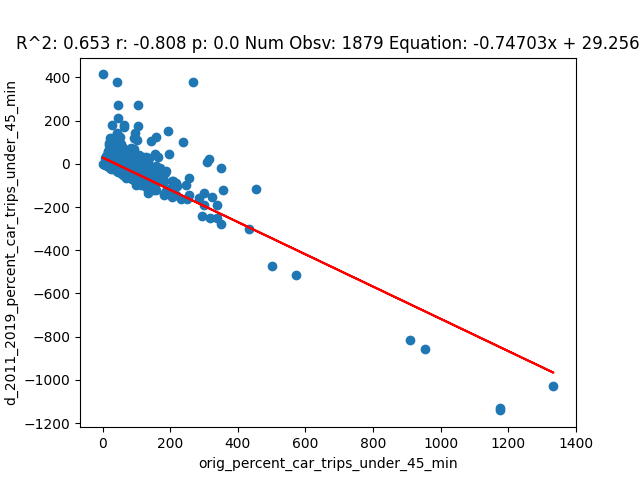 R^2: 0.653 r: -0.808 p: 0.0 Num Obsv: 1879 Equation: -0.74703x + 29.256
400
200
0
−200
−400
−600
−800
−1000
−1200
d_2011_2019_percent_car_trips_under_45_min
0 200 400 600 800 1000 1200 1400
orig_percent_car_trips_under_45_min